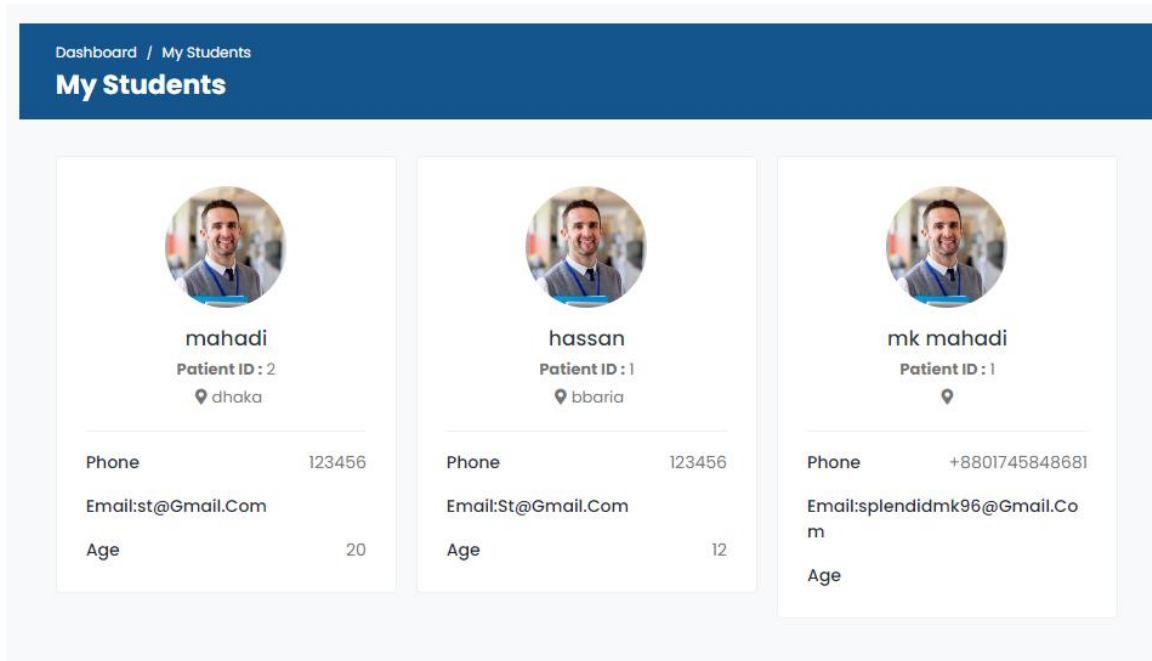 Dashboard / My Students
My Students
mahadi
Patient ID : 2
dhaka
Phone 123456
Email:st@Gmail.Com
Age 20
hassan
Patient ID : 1
bbaria
Phone 123456
Email:St@Gmail.Com
Age 12
mk mahadi
Patient ID : 1
Phone +8801745848681
Email:splendidmk96@Gmail.Co
m
Age